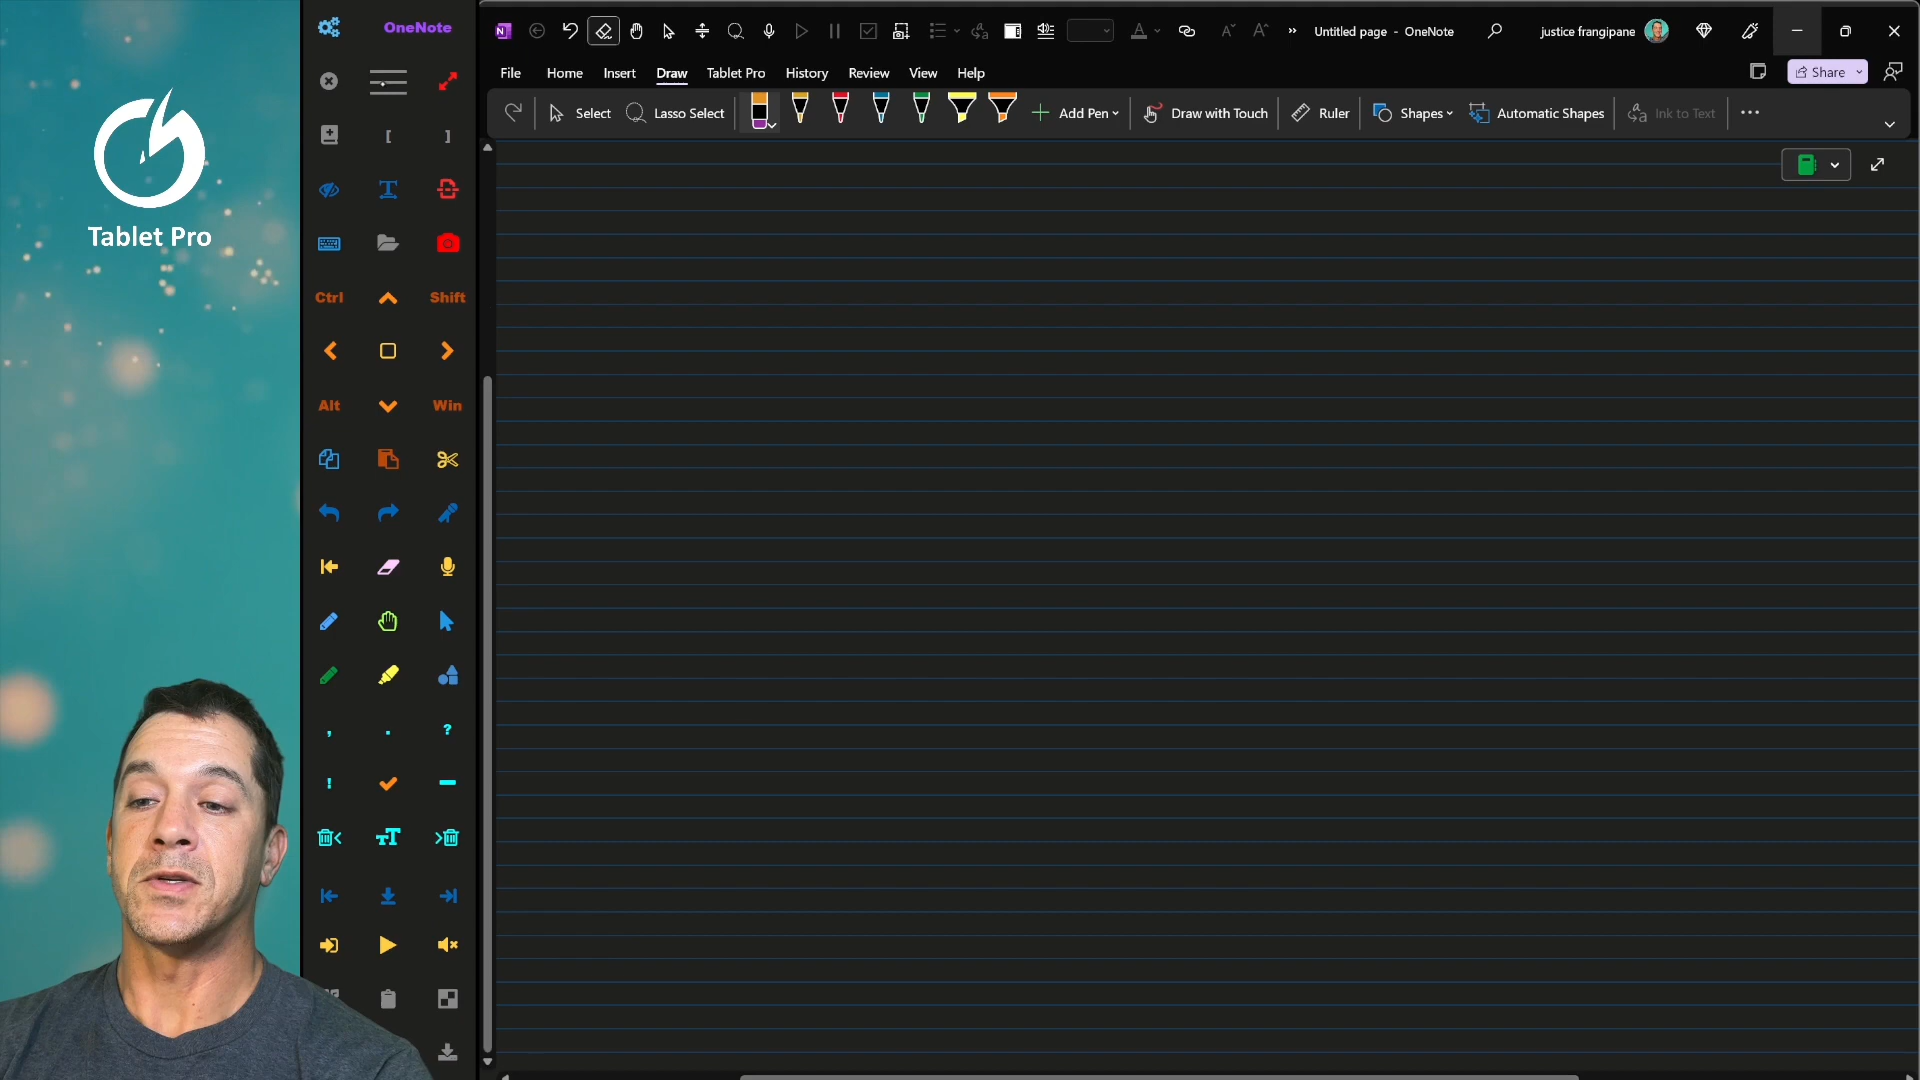 OneNote
Untitled page - OneNote
justice frangipane
File Home Insert Draw Tablet Pro History Review View Help
Share
Select Lasso Select Add Pen Draw with Touch Ruler Shapes Automatic Shapes Ink to Text
Tablet Pro
[ ]
Ctrl Shift
Alt Win
, . ?
!